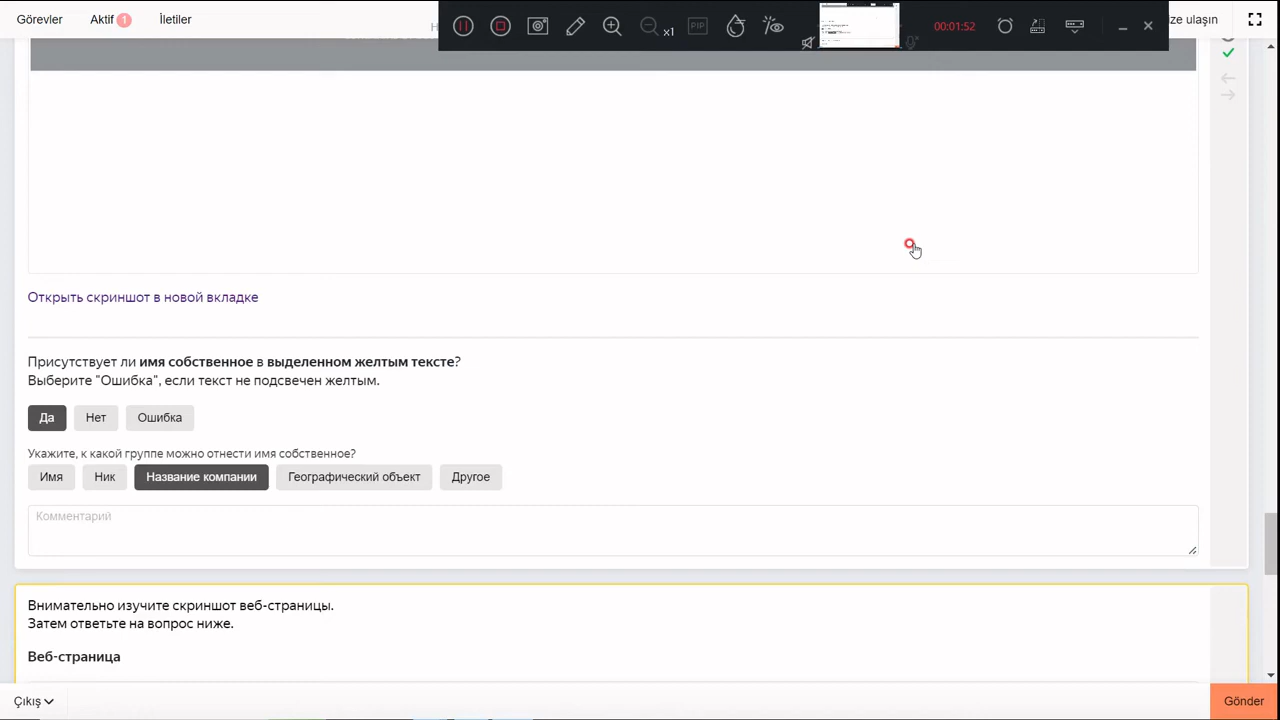 Görevler Aktif 1 İletiler
x1 PIP 00:01:52
ze ulaşın
Открыть скриншот в новой вкладке
Присутствует ли имя собственное в выделенном желтым тексте?
Выберите "Ошибка", если текст не подсвечен желтым.
Да Нет Ошибка
Укажите, к какой группе можно отнести имя собственное?
Имя Ник Название компании Географический объект Другое
Комментарий
Внимательно изучите скриншот веб-страницы.
Затем ответьте на вопрос ниже.
Веб-страница
Çıkış Gönder